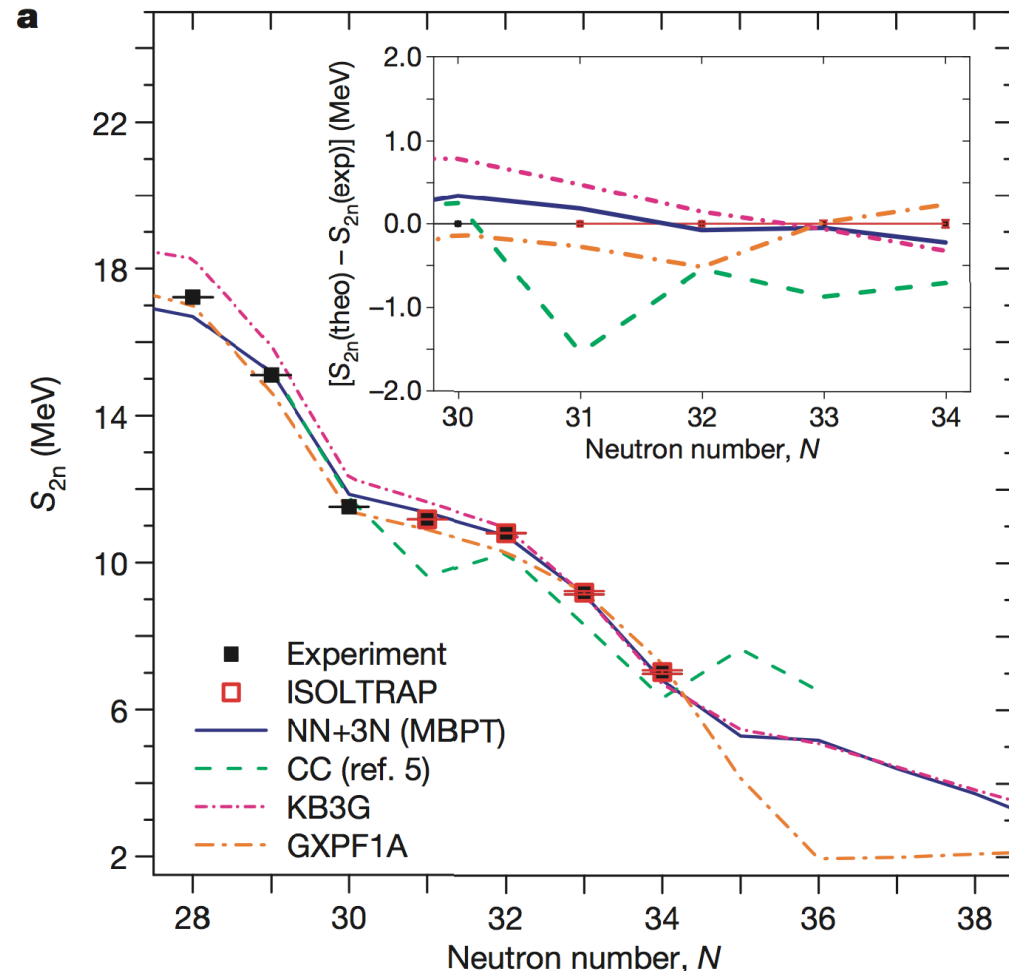 a
S2n (MeV)
22
18
14
10
6
2
[S2n(theo) − S2n(exp)] (MeV)
2.0
1.0
0.0
−1.0
−2.0
30
31
32
33
34
Neutron number, N
Experiment
ISOLTRAP
NN+3N (MBPT)
CC (ref. 5)
KB3G
GXPF1A
28
30
32
34
36
38
Neutron number, N